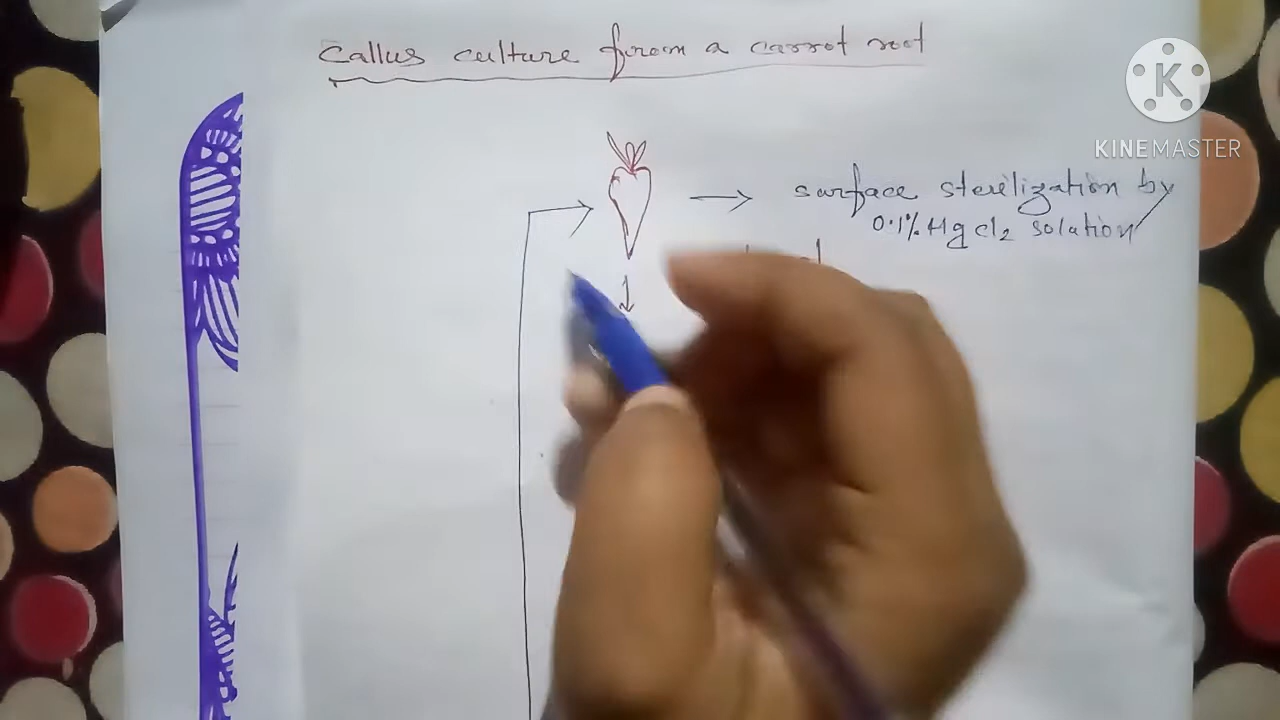 Callus culture from a carrot root
KINEMASTER
surface sterilization by
0.1% HgCl2 solution